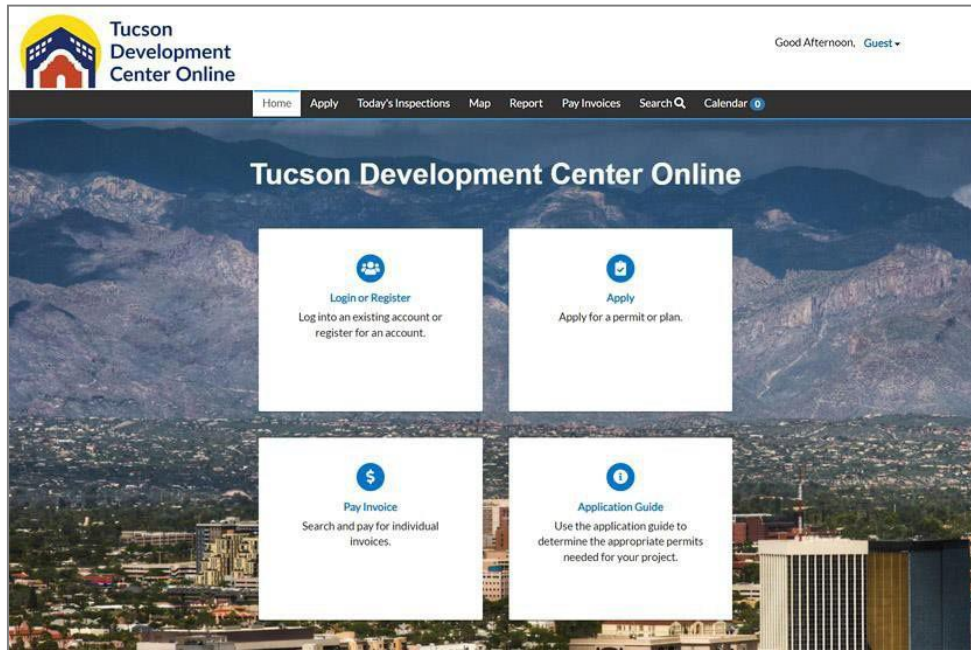 Tucson
Development
Center Online
Good Afternoon, Guest
Home Apply Today's Inspections Map Report Pay Invoices Search Calendar 0
Tucson Development Center Online
Login or Register
Log into an existing account or
register for an account.
Apply
Apply for a permit or plan.
Pay Invoice
Search and pay for individual
invoices.
Application Guide
Use the application guide to
determine the appropriate permits
needed for your project.